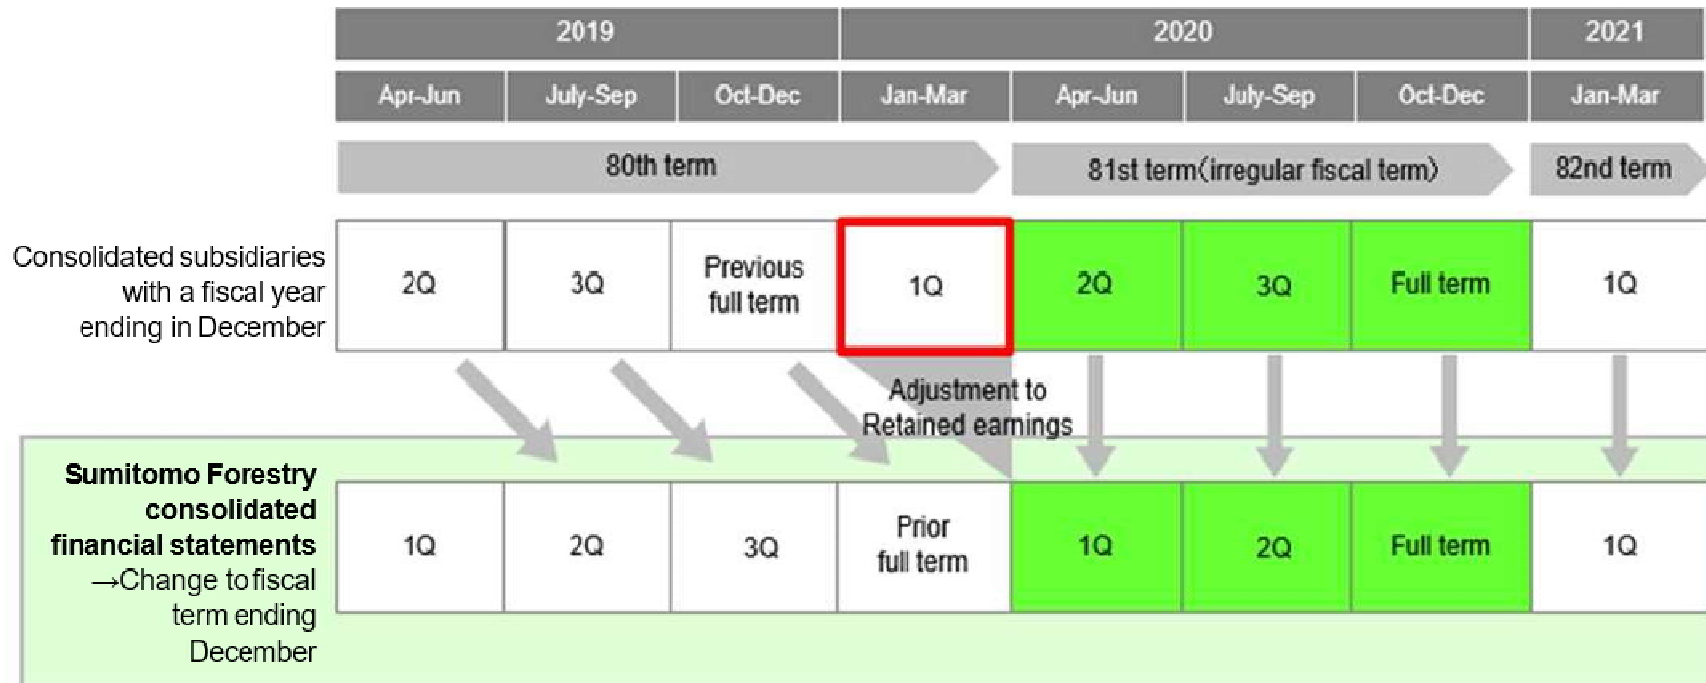 2019 2020 2021
Apr-Jun July-Sep Oct-Dec Jan-Mar Apr-Jun July-Sep Oct-Dec Jan-Mar
80th term 81st term(irregular fiscal term) 82nd term
Consolidated subsidiaries
with a fiscal year
ending in December
2Q 3Q Previous
full term 1Q 2Q 3Q Full term 1Q
Adjustment to
Retained earnings
Sumitomo Forestry
consolidated
financial statements
→Change to fiscal
term ending
December
1Q 2Q 3Q Prior
full term 1Q 2Q Full term 1Q